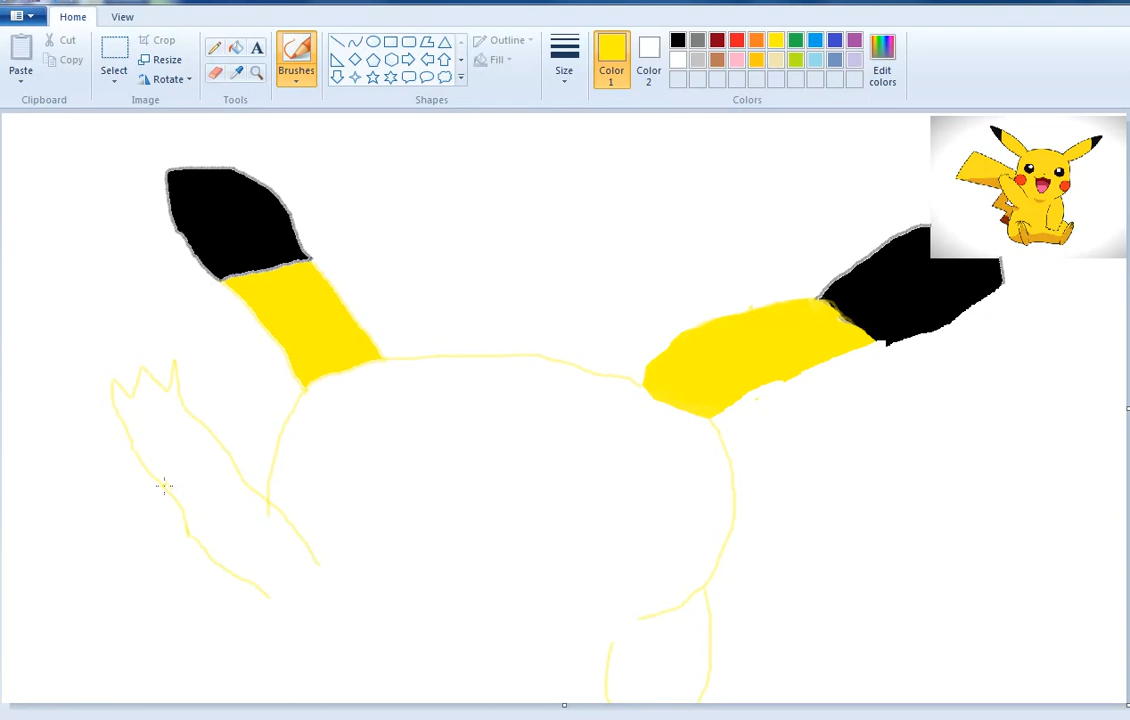 Home View
Paste
Cut
Copy
Clipboard
Select
Crop
Resize
Rotate
Image
A
Tools
Brushes
Outline
Fill
Shapes
Size
Color 1
Color 2
Edit colors
Colors